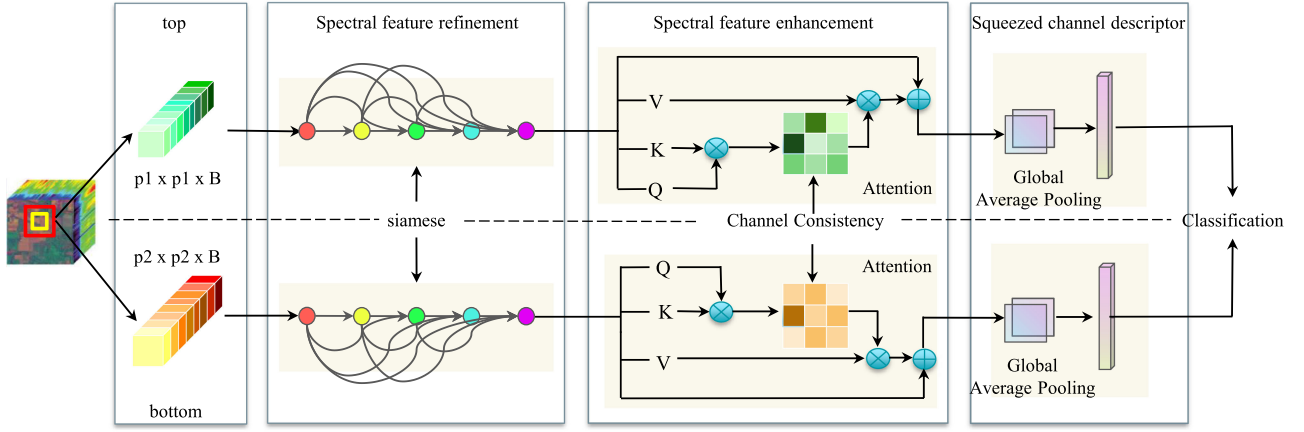 top
Spectral feature refinement
Spectral feature enhancement
Squeezed channel descriptor
p1 x p1 x B
V
K
Q
Attention
Global
Average Pooling
siamese
Channel Consistency
Classification
p2 x p2 x B
Q
K
V
Attention
Global
Average Pooling
bottom